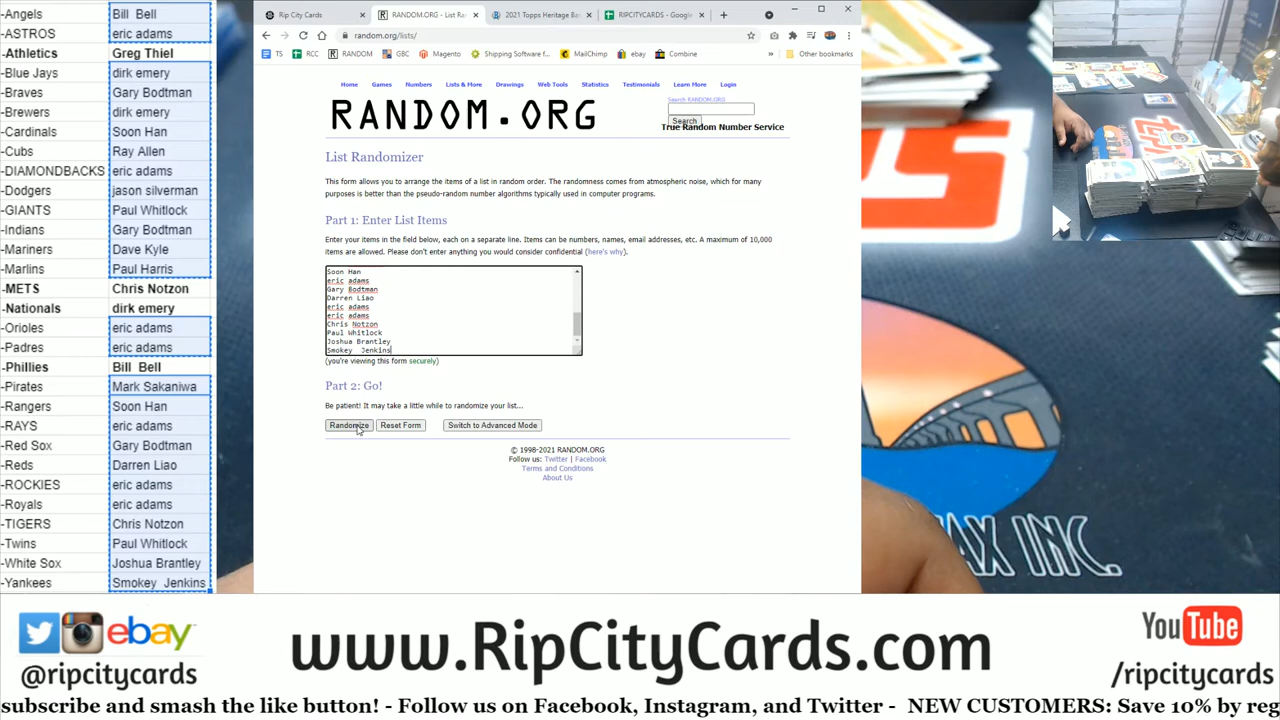 -Angels Bill Bell
-ASTROS eric adams
-Athletics Greg Thiel
-Blue Jays dirk emery
-Braves Gary Bodtman
-Brewers dirk emery
-Cardinals Soon Han
-Cubs Ray Allen
-DIAMONDBACKS eric adams
-Dodgers jason silverman
-GIANTS Paul Whitlock
-Indians Gary Bodtman
-Mariners Dave Kyle
-Marlins Paul Harris
-METS Chris Notzon
-Nationals dirk emery
-Orioles eric adams
-Padres eric adams
-Phillies Bill Bell
-Pirates Mark Sakaniwa
-Rangers Soon Han
-RAYS eric adams
-Red Sox Gary Bodtman
-Reds Darren Liao
-ROCKIES eric adams
-Royals eric adams
-TIGERS Chris Notzon
-Twins Paul Whitlock
-White Sox Joshua Brantley
-Yankees Smokey Jenkins
Rip City Cards
RANDOM.ORG - List Ra
2021 Topps Heritage Ba
RIPCITYCARDS - Google
random.org/lists/
TS RCC RANDOM GBC Magento Shipping Software f... MailChimp ebay Combine » Other bookmarks
Home Games Numbers Lists & More Drawings Web Tools Statistics Testimonials Learn More Login
RANDOM.ORG
Search RANDOM.ORG
Search
True Random Number Service
List Randomizer
This form allows you to arrange the items of a list in random order. The randomness comes from atmospheric noise, which for many
purposes is better than the pseudo-random number algorithms typically used in computer programs.
Part 1: Enter List Items
Enter your items in the field below, each on a separate line. Items can be numbers, names, email addresses, etc. A maximum of 10,000
items are allowed. Please don't enter anything you would consider confidential (here's why).
Soon Han
eric adams
Gary Bodtman
Darren Liao
eric adams
eric adams
Chris Notzon
Paul Whitlock
Joshua Brantley
Smokey Jenkins
(you're viewing this form securely)
Part 2: Go!
Be patient! It may take a little while to randomize your list...
Randomize Reset Form Switch to Advanced Mode
© 1998-2021 RANDOM.ORG
Follow us: Twitter | Facebook
Terms and Conditions
About Us
AX INC.
ebay
@ripcitycards
www.RipCityCards.com
YouTube
/ripcitycards
subscribe and smash the like button! - Follow us on Facebook, Instagram, and Twitter - NEW CUSTOMERS: Save 10% by reg